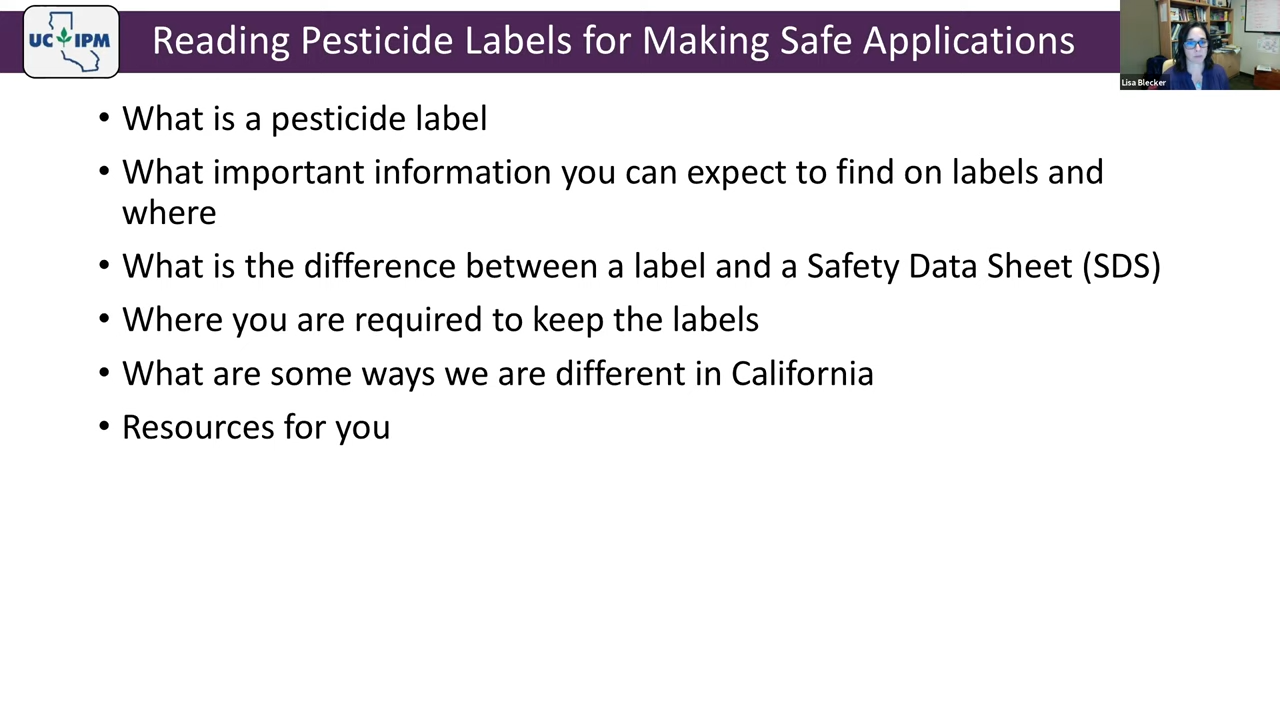 UC IPM
Reading Pesticide Labels for Making Safe Applications
Lisa Blecker
• What is a pesticide label
• What important information you can expect to find on labels and
where
• What is the difference between a label and a Safety Data Sheet (SDS)
• Where you are required to keep the labels
• What are some ways we are different in California
• Resources for you